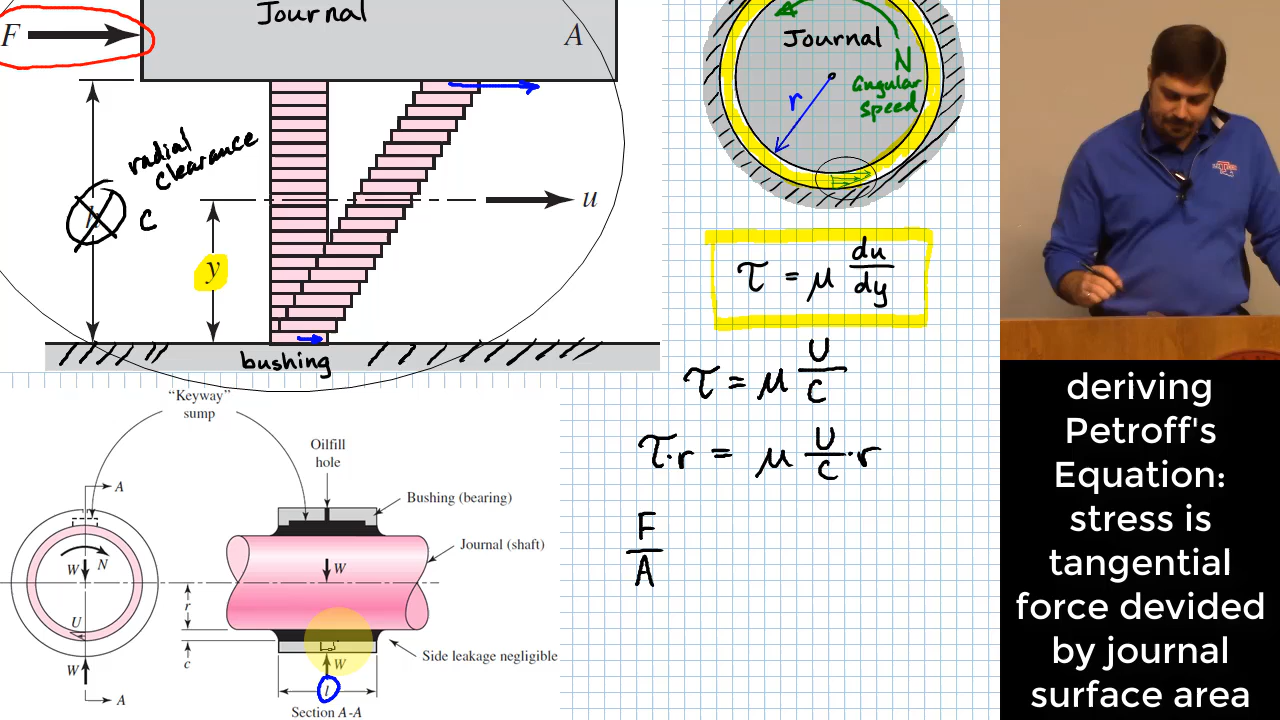 Journal
F
A
radial
clearance
h
C
u
y
bushing
Journal
N
angular
speed
r
τ = μ du/dy
τ = μ U/C
τ·r = μ U/C ·r
F/A
"Keyway"
sump
Oilfill
hole
A
Bushing (bearing)
Journal (shaft)
W
N
W
r
U
c
W
W
Side leakage negligible
l
A
Section A-A
deriving
Petroff's
Equation:
stress is
tangential
force devided
by journal
surface area